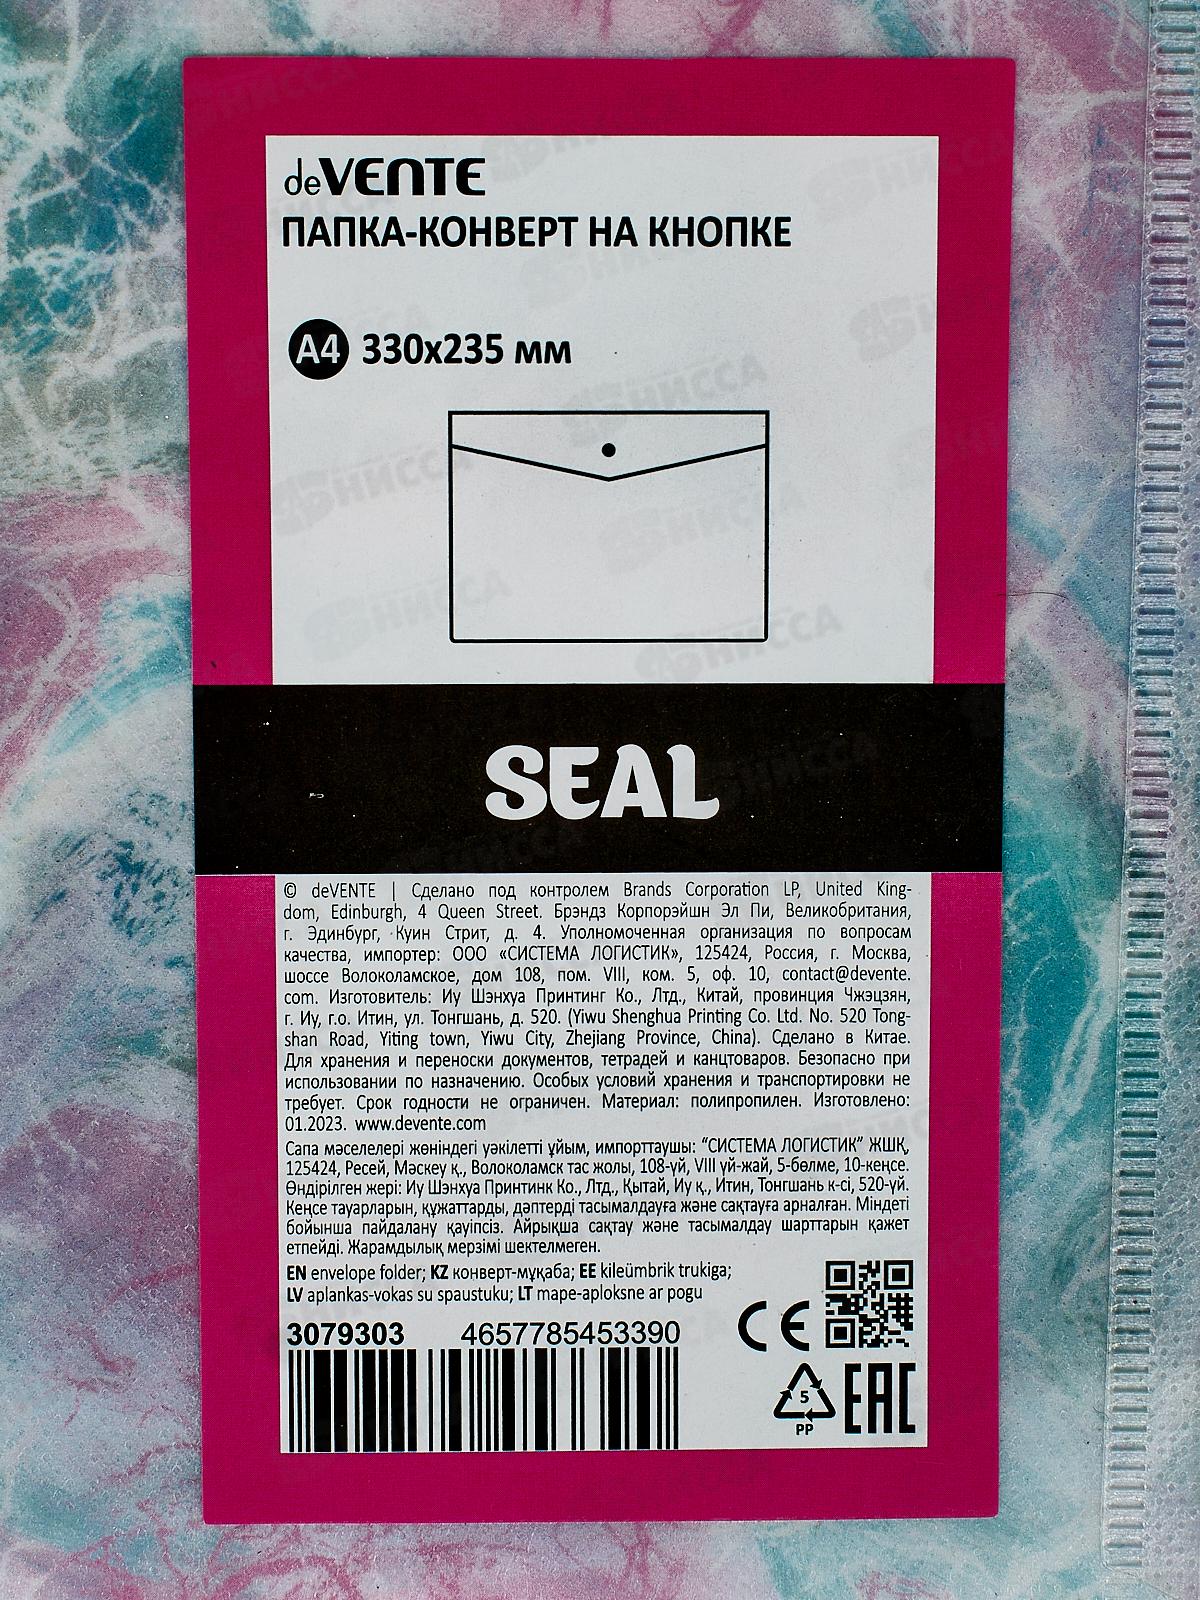 deVENTE
ПАПКА-КОНВЕРТ НА КНОПКЕ
A4 330x235 мм
SEAL
© deVENTE | Сделано под контролем Brands Corporation LP, United King-
dom, Edinburgh, 4 Queen Street. Брэндз Корпорэйшн Эл Пи, Великобритания,
г. Эдинбург, Куин Стрит, д. 4. Уполномоченная организация по вопросам
качества, импортер: ООО «СИСТЕМА ЛОГИСТИК», 125424, Россия, г. Москва,
шоссе Волоколамское, дом 108, пом. VIII, ком. 5, оф. 10, contact@devente.
com. Изготовитель: Иу Шэнхуа Принтинг Ко., Лтд., Китай, провинция Чжэцзян,
г. Иу, г.о. Итин, ул. Тонгшань, д. 520. (Yiwu Shenghua Printing Co. Ltd. No. 520 Tong-
shan Road, Yiting town, Yiwu City, Zhejiang Province, China). Сделано в Китае.
Для хранения и переноски документов, тетрадей и канцтоваров. Безопасно при
использовании по назначению. Особых условий хранения и транспортировки не
требует. Срок годности не ограничен. Материал: полипропилен. Изготовлено:
01.2023. www.devente.com
Сапа мәселелері жөніндегі уәкілетті ұйым, импорттаушы: “СИСТЕМА ЛОГИСТИК” ЖШҚ,
125424, Ресей, Мәскеу қ., Волоколамск тас жолы, 108-үй, VIII үй-жай, 5-бөлме, 10-кеңсе.
Өндірілген жері: Иу Шэнхуа Принтинк Ко., Лтд., Қытай, Иу қ., Итин, Тонгшань к-сі, 520-үй.
Кеңсе тауарларын, құжаттарды, дәптерді тасымалдауға және сақтауға арналған. Міндеті
бойынша пайдалану қауіпсіз. Айрықша сақтау және тасымалдау шарттарын қажет
етпейді. Жарамдылық мерзімі шектелмеген.
EN envelope folder; KZ конверт-мұқаба; EE kileümbrik trukiga;
LV aplankas-vokas su spaustuku; LT mape-aploksne ar pogu
3079303 4657785453390
CE
5
PP
EAC